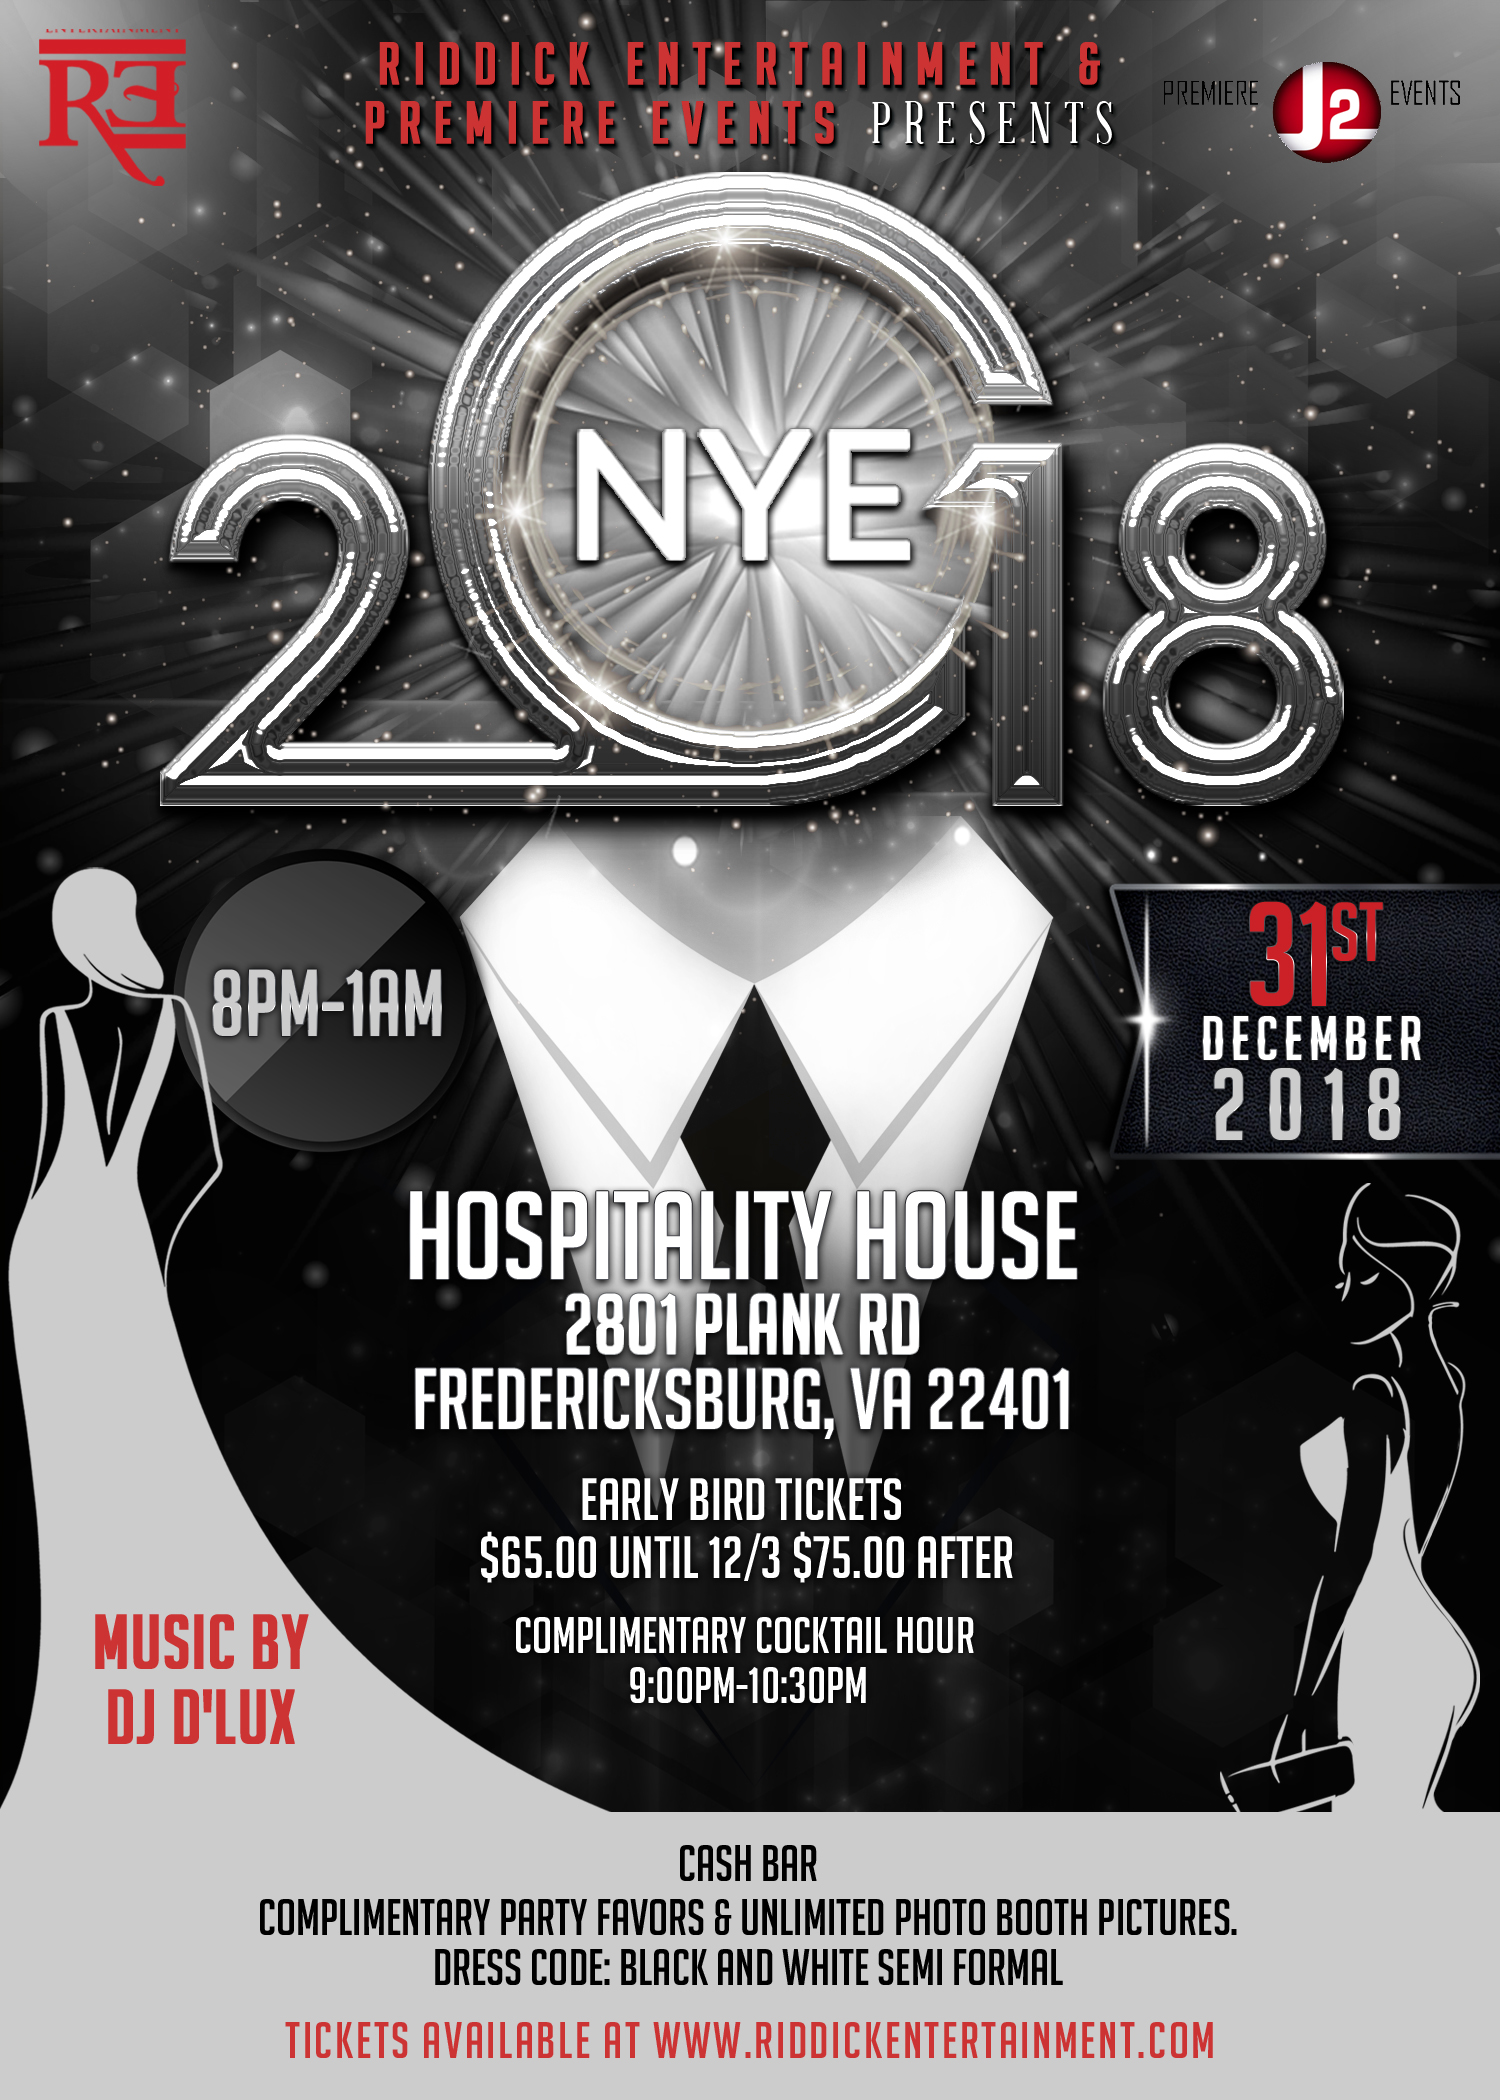 ENTERTAINMENT
RE
RIDDICK ENTERTAINMENT &
PREMIERE EVENTS PRESENTS
PREMIERE J2 EVENTS
2018
NYE
8PM-1AM
31ST
DECEMBER
2018
HOSPITALITY HOUSE
2801 PLANK RD
FREDERICKSBURG, VA 22401
EARLY BIRD TICKETS
$65.00 UNTIL 12/3 $75.00 AFTER
COMPLIMENTARY COCKTAIL HOUR
9:00PM-10:30PM
MUSIC BY
DJ D'LUX
CASH BAR
COMPLIMENTARY PARTY FAVORS & UNLIMITED PHOTO BOOTH PICTURES.
DRESS CODE: BLACK AND WHITE SEMI FORMAL
TICKETS AVAILABLE AT WWW.RIDDICKENTERTAINMENT.COM